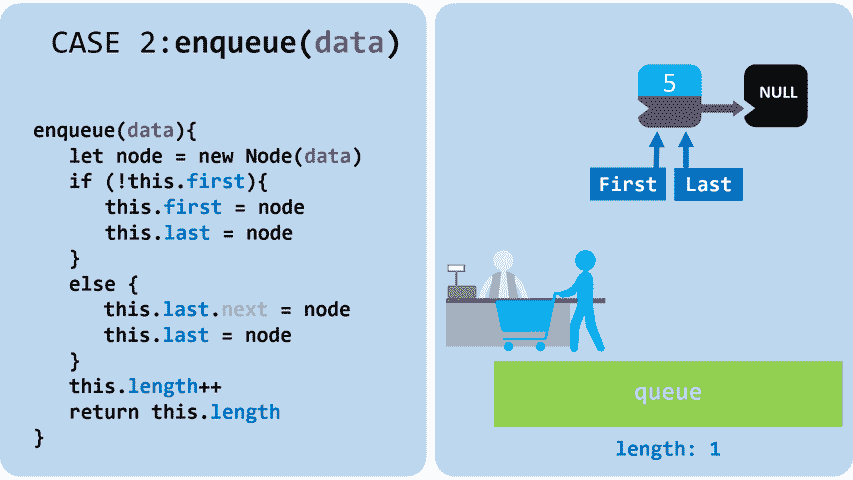 CASE 2:enqueue(data)
enqueue(data){
let node = new Node(data)
if (!this.first){
this.first = node
this.last = node
}
else {
this.last.next = node
this.last = node
}
this.length++
return this.length
}
5
NULL
First
Last
queue
length: 1